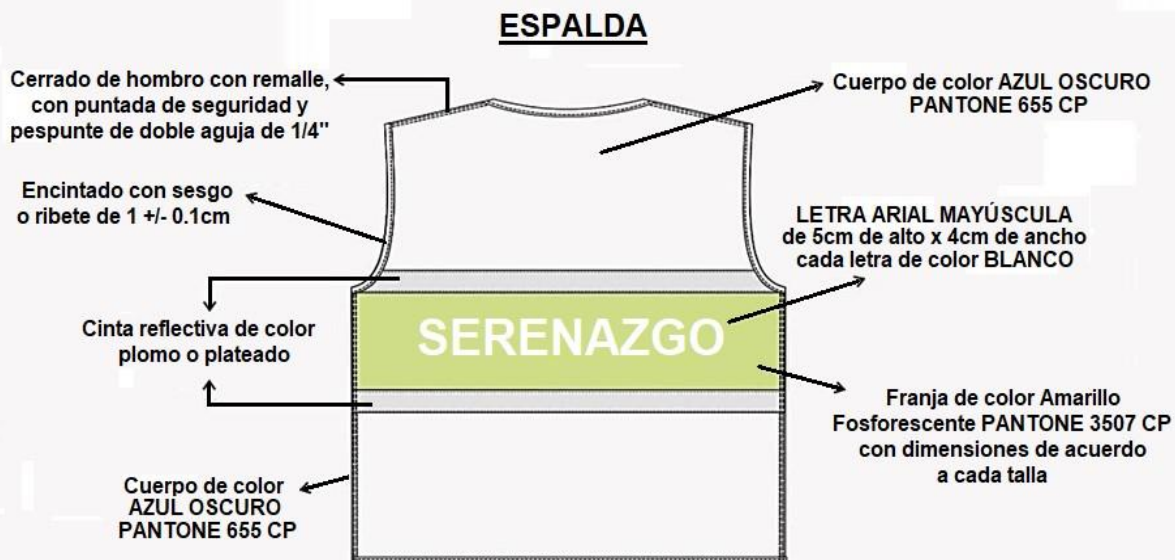 ESPALDA
Cerrado de hombro con remalle,
con puntada de seguridad y
pespunte de doble aguja de 1/4"
Cuerpo de color AZUL OSCURO
PANTONE 655 CP
Encintado con sesgo
o ribete de 1 +/- 0.1cm
LETRA ARIAL MAYÚSCULA
de 5cm de alto x 4cm de ancho
cada letra de color BLANCO
Cinta reflectiva de color
plomo o plateado
SERENAZGO
Franja de color Amarillo
Fosforescente PANTONE 3507 CP
con dimensiones de acuerdo
a cada talla
Cuerpo de color
AZUL OSCURO
PANTONE 655 CP